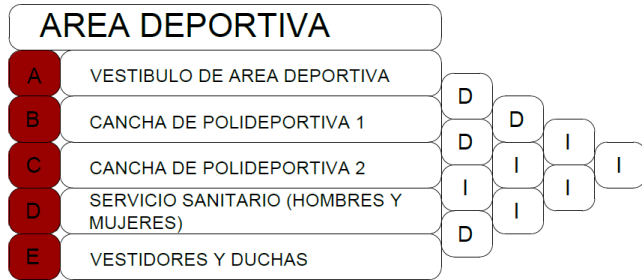 AREA DEPORTIVA
A VESTIBULO DE AREA DEPORTIVA
D
B CANCHA DE POLIDEPORTIVA 1 D
D I
C CANCHA DE POLIDEPORTIVA 2 I I
I I
D SERVICIO SANITARIO (HOMBRES Y
MUJERES) I
D
E VESTIDORES Y DUCHAS